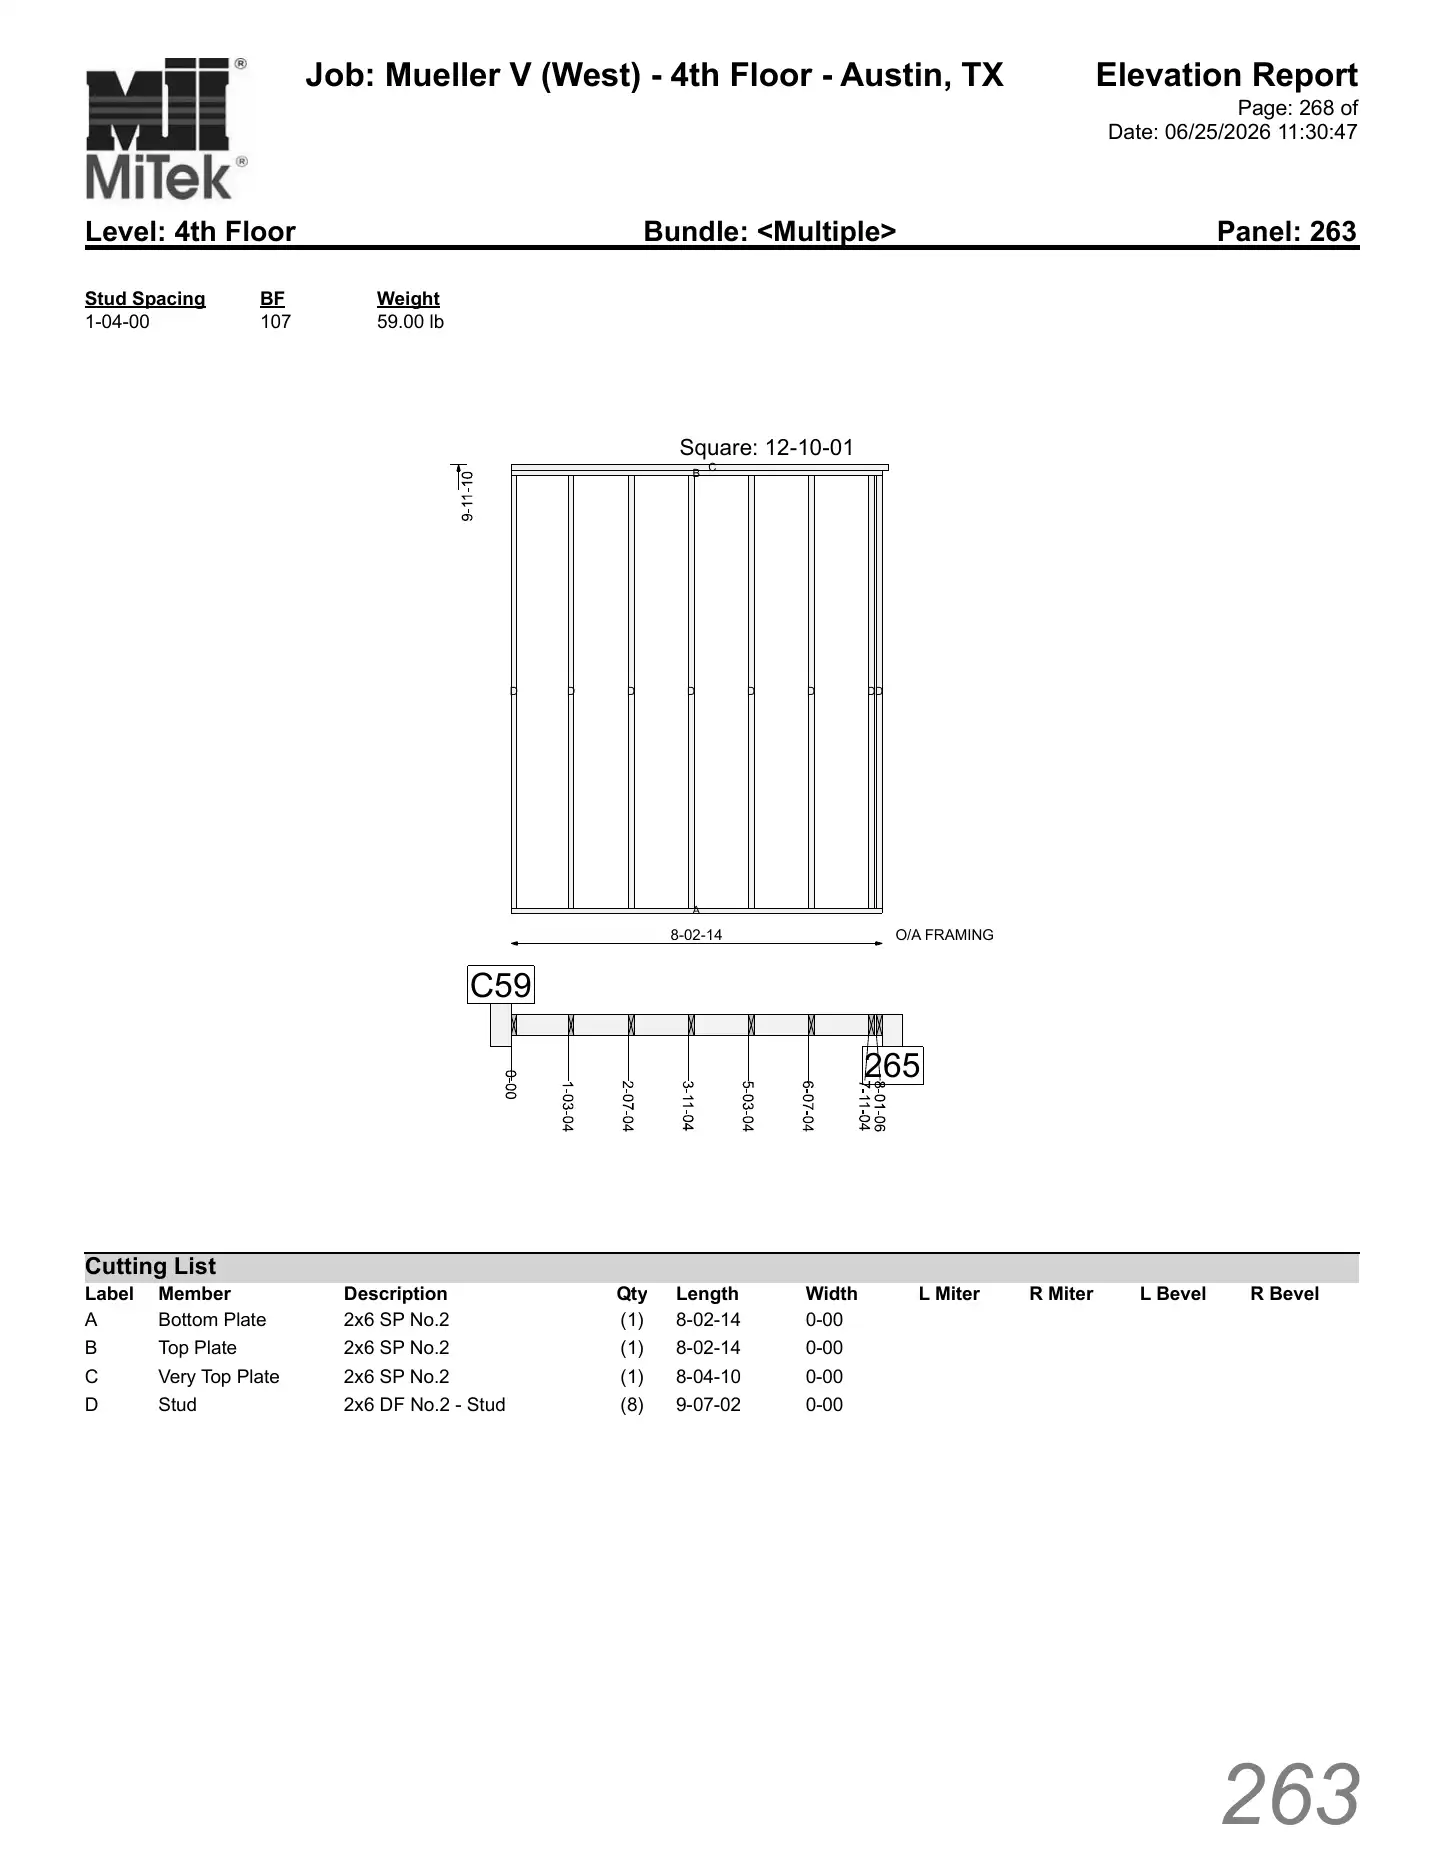 Job: Mueller V (West) - 4th Floor - Austin, TX
Elevation Report
Page: 268 of
Date: 06/25/2026 11:30:47
MiTek®
Level: 4th Floor Bundle: <Multiple> Panel: 263
Stud Spacing BF Weight
1-04-00 107 59.00 lb
Square: 12-10-01
C
B
9-11-10
D D D D D D D D
A
8-02-14 O/A FRAMING
C59
265
0-00 1-03-04 2-07-04 3-11-04 5-03-04 6-07-04 7-11-04 8-01-06
Cutting List
Label Member Description Qty Length Width L Miter R Miter L Bevel R Bevel
A Bottom Plate 2x6 SP No.2 (1) 8-02-14 0-00
B Top Plate 2x6 SP No.2 (1) 8-02-14 0-00
C Very Top Plate 2x6 SP No.2 (1) 8-04-10 0-00
D Stud 2x6 DF No.2 - Stud (8) 9-07-02 0-00
263